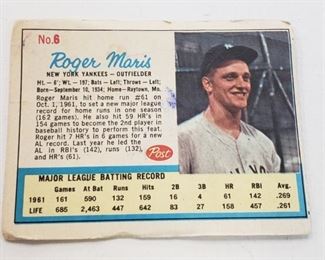 No.6
Roger Maris
NEW YORK YANKEES — OUTFIELDER
Ht. - 6'; Wt. - 197; Bats - Left; Throws - Left;
Born—September 10, 1934; Home—Raytown, Mo.
Roger Maris hit home run #61 on
Oct. 1, 1961, to set a new major league
record for home runs in one season
(162 games). He also hit 59 HR's in
154 games to become the 2nd player in
baseball history to perform this feat.
Roger hit 7 HR's in 6 games
in a row. Last year he led the
AL in RBI's (142), runs (132),
and HR's (61).
Post
MAJOR LEAGUE BATTING RECORD
Games At Bat Runs Hits 2B 3B HR RBI Avg.
1961 161 590 132 159 16 4 61 142 .269
LIFE 685 2,463 447 642 83 27 158 457 .261